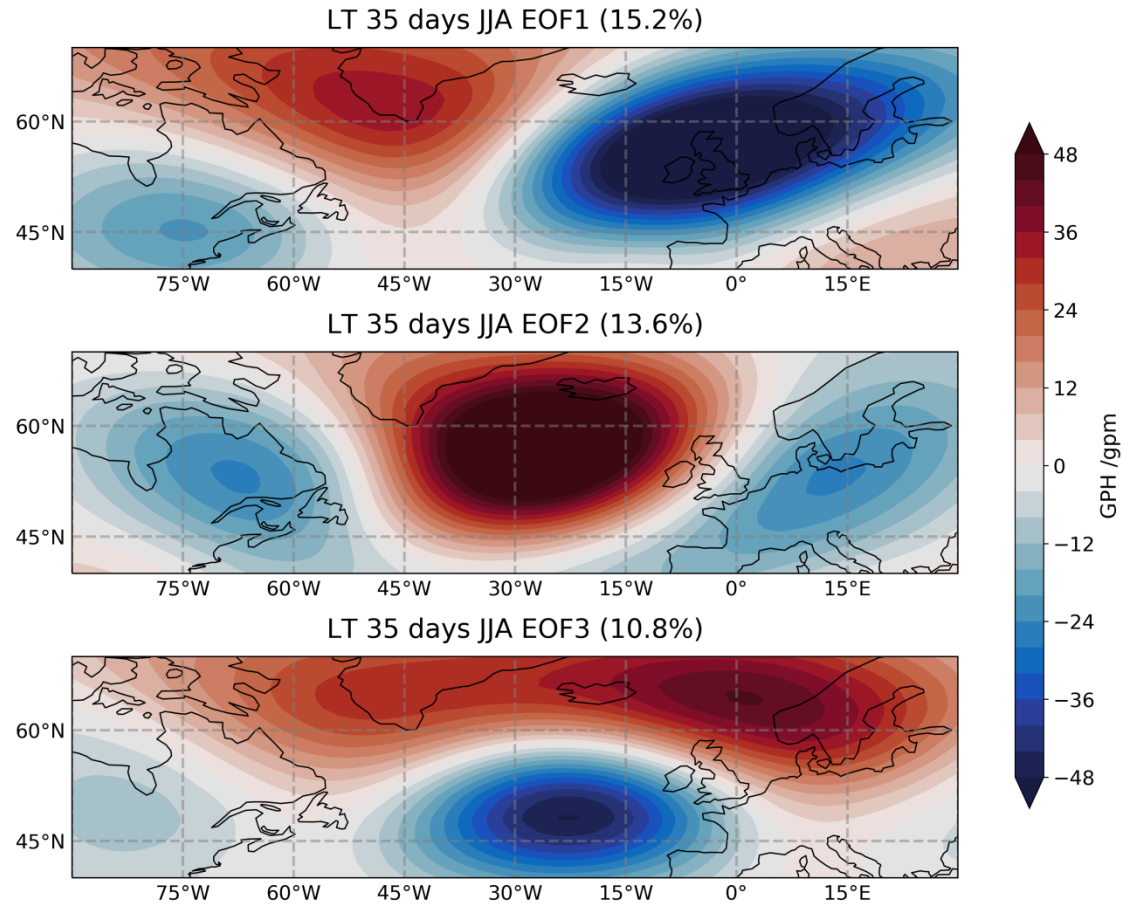 LT 35 days JJA EOF1 (15.2%)
60°N
45°N
75°W 60°W 45°W 30°W 15°W 0° 15°E
LT 35 days JJA EOF2 (13.6%)
60°N
45°N
75°W 60°W 45°W 30°W 15°W 0° 15°E
LT 35 days JJA EOF3 (10.8%)
60°N
45°N
75°W 60°W 45°W 30°W 15°W 0° 15°E
48
36
24
12
0
−12
−24
−36
−48
GPH /gpm